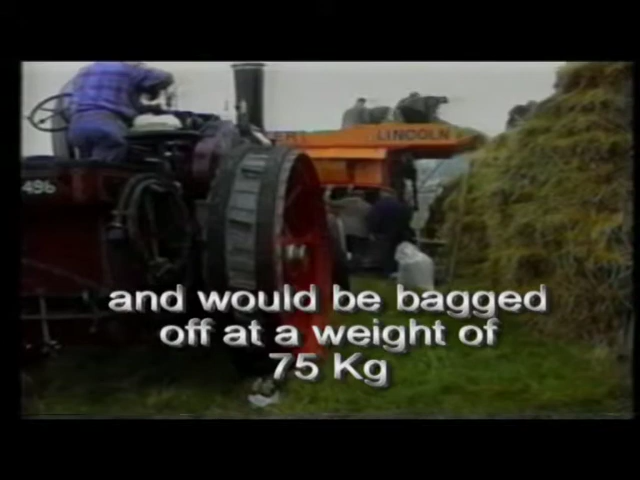 496
LINCOLN
and would be bagged
off at a weight of
75 Kg